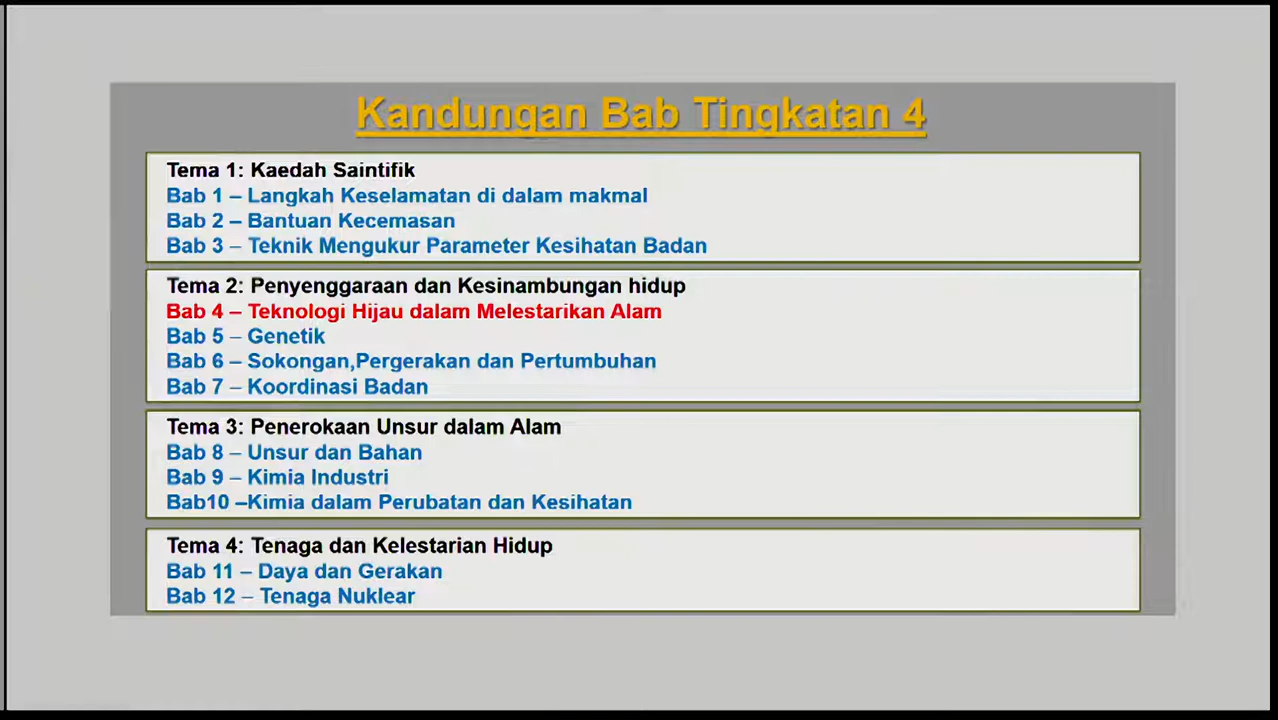 Kandungan Bab Tingkatan 4
Tema 1: Kaedah Saintifik
Bab 1 – Langkah Keselamatan di dalam makmal
Bab 2 – Bantuan Kecemasan
Bab 3 – Teknik Mengukur Parameter Kesihatan Badan
Tema 2: Penyenggaraan dan Kesinambungan hidup
Bab 4 – Teknologi Hijau dalam Melestarikan Alam
Bab 5 – Genetik
Bab 6 – Sokongan,Pergerakan dan Pertumbuhan
Bab 7 – Koordinasi Badan
Tema 3: Penerokaan Unsur dalam Alam
Bab 8 – Unsur dan Bahan
Bab 9 – Kimia Industri
Bab10 –Kimia dalam Perubatan dan Kesihatan
Tema 4: Tenaga dan Kelestarian Hidup
Bab 11 – Daya dan Gerakan
Bab 12 – Tenaga Nuklear